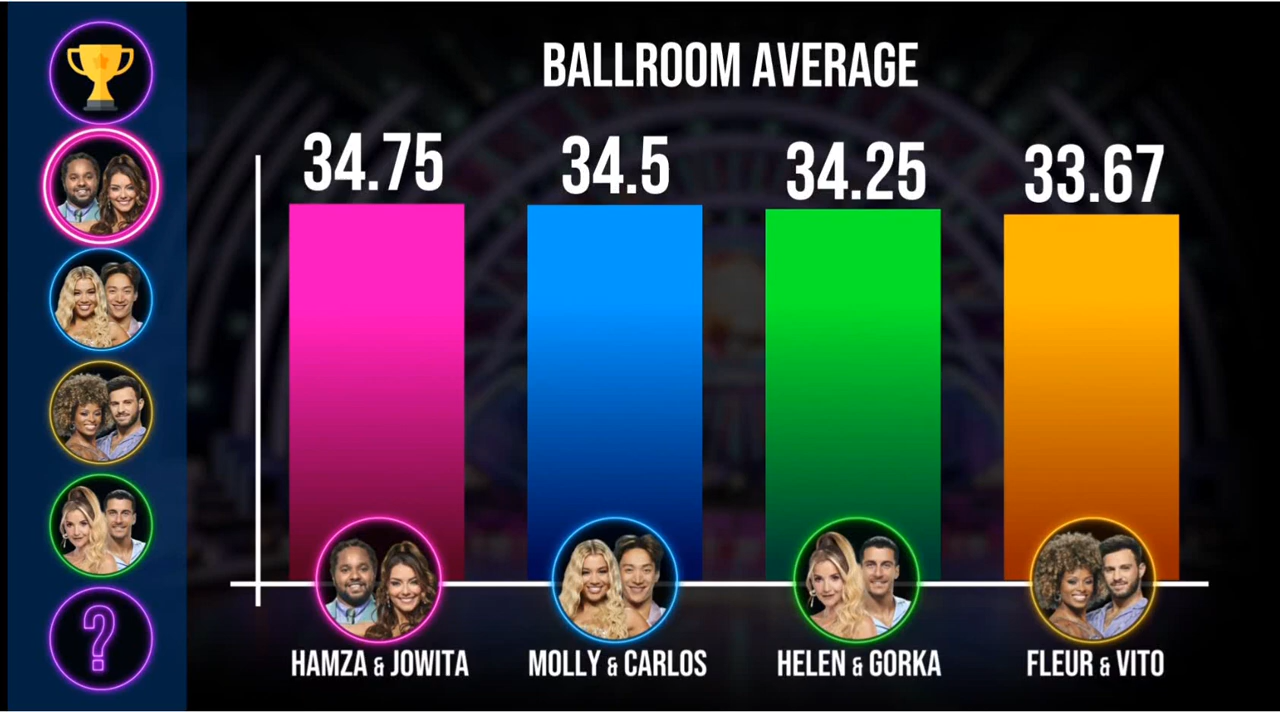 BALLROOM AVERAGE
34.75 34.5 34.25 33.67
?
HAMZA & JOWITA MOLLY & CARLOS HELEN & GORKA FLEUR & VITO